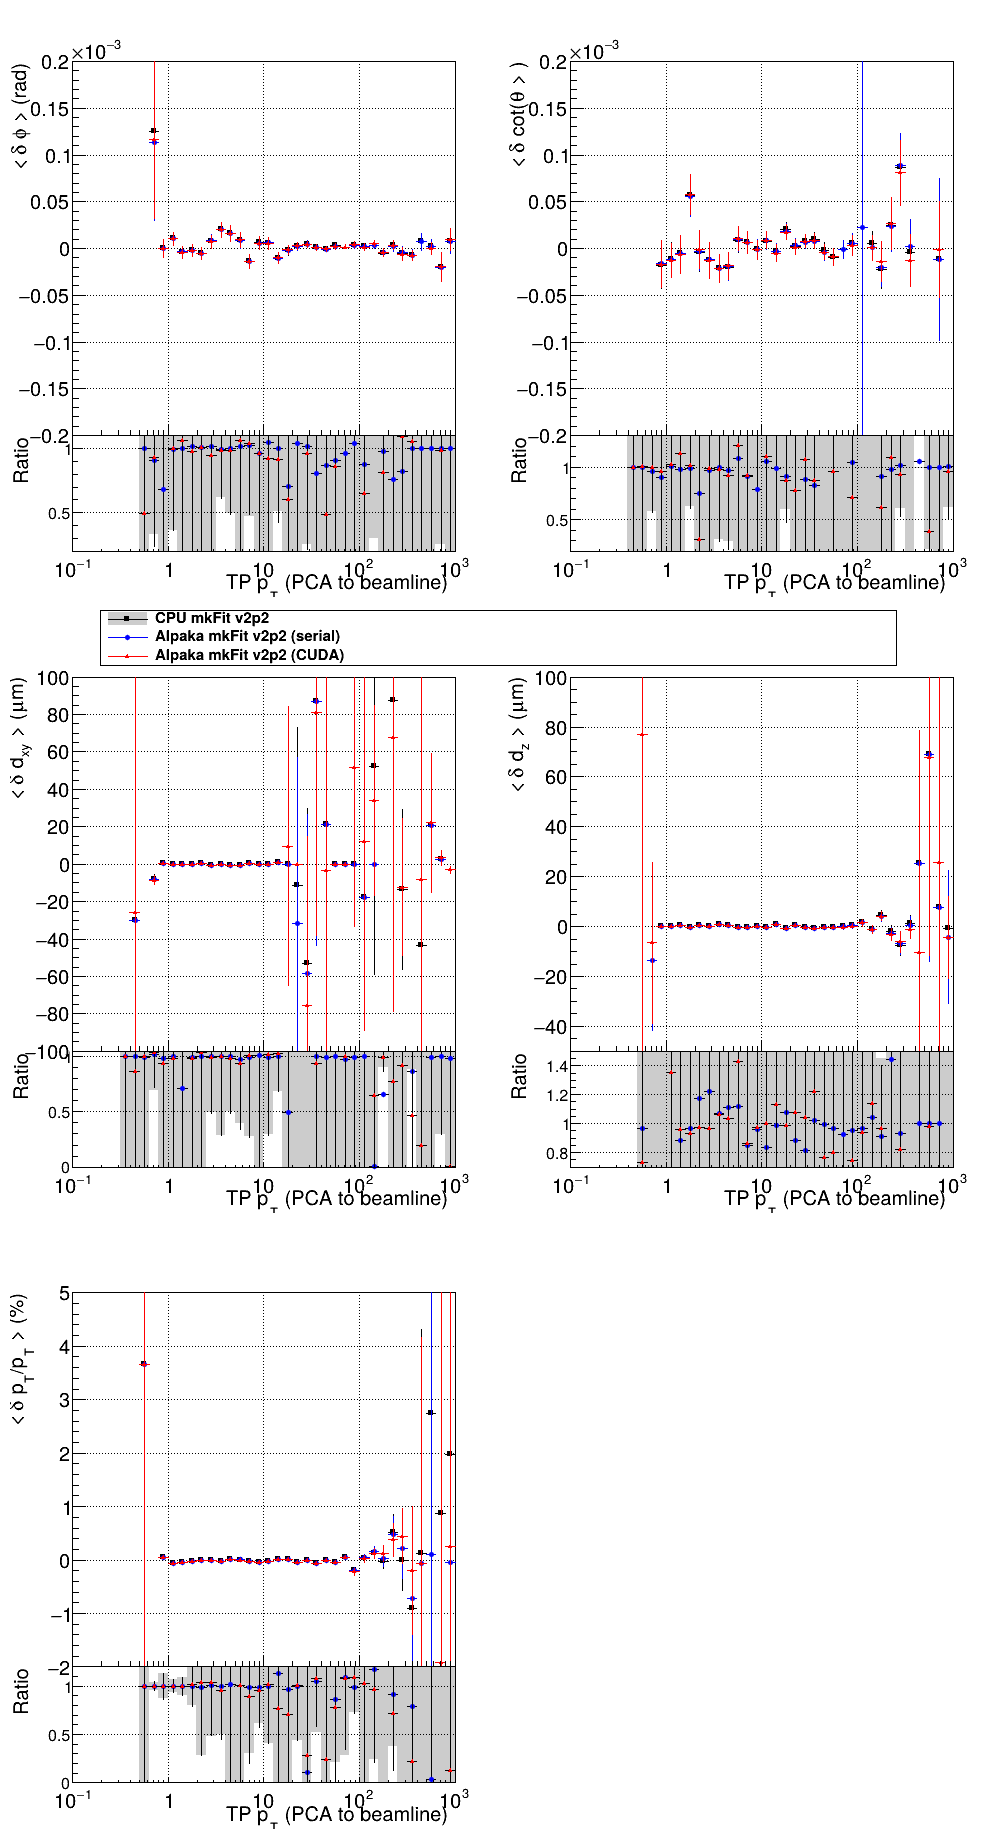 ×10⁻³
< δ φ > (rad)
0.2
0.15
0.1
0.05
0
−0.05
−0.1
−0.15
−0.2
Ratio
1
0.5
10⁻¹ 1 10 10² 10³
TP p_T (PCA to beamline)
×10⁻³
< δ cot(θ > )
0.2
0.15
0.1
0.05
0
−0.05
−0.1
−0.15
−0.2
Ratio
1
0.5
10⁻¹ 1 10 10² 10³
TP p_T (PCA to beamline)
CPU mkFit v2p2
Alpaka mkFit v2p2 (serial)
Alpaka mkFit v2p2 (CUDA)
< δ d_xy > (μm)
100
80
60
40
20
0
−20
−40
−60
−80
−100
Ratio
1
0.5
0
10⁻¹ 1 10 10² 10³
TP p_T (PCA to beamline)
< δ d_z > (μm)
100
80
60
40
20
0
−20
−40
Ratio
1.4
1.2
1
0.8
10⁻¹ 1 10 10² 10³
TP p_T (PCA to beamline)
< δ p_T/p_T > (%)
5
4
3
2
1
0
−1
−2
Ratio
1
0.5
0
10⁻¹ 1 10 10² 10³
TP p_T (PCA to beamline)